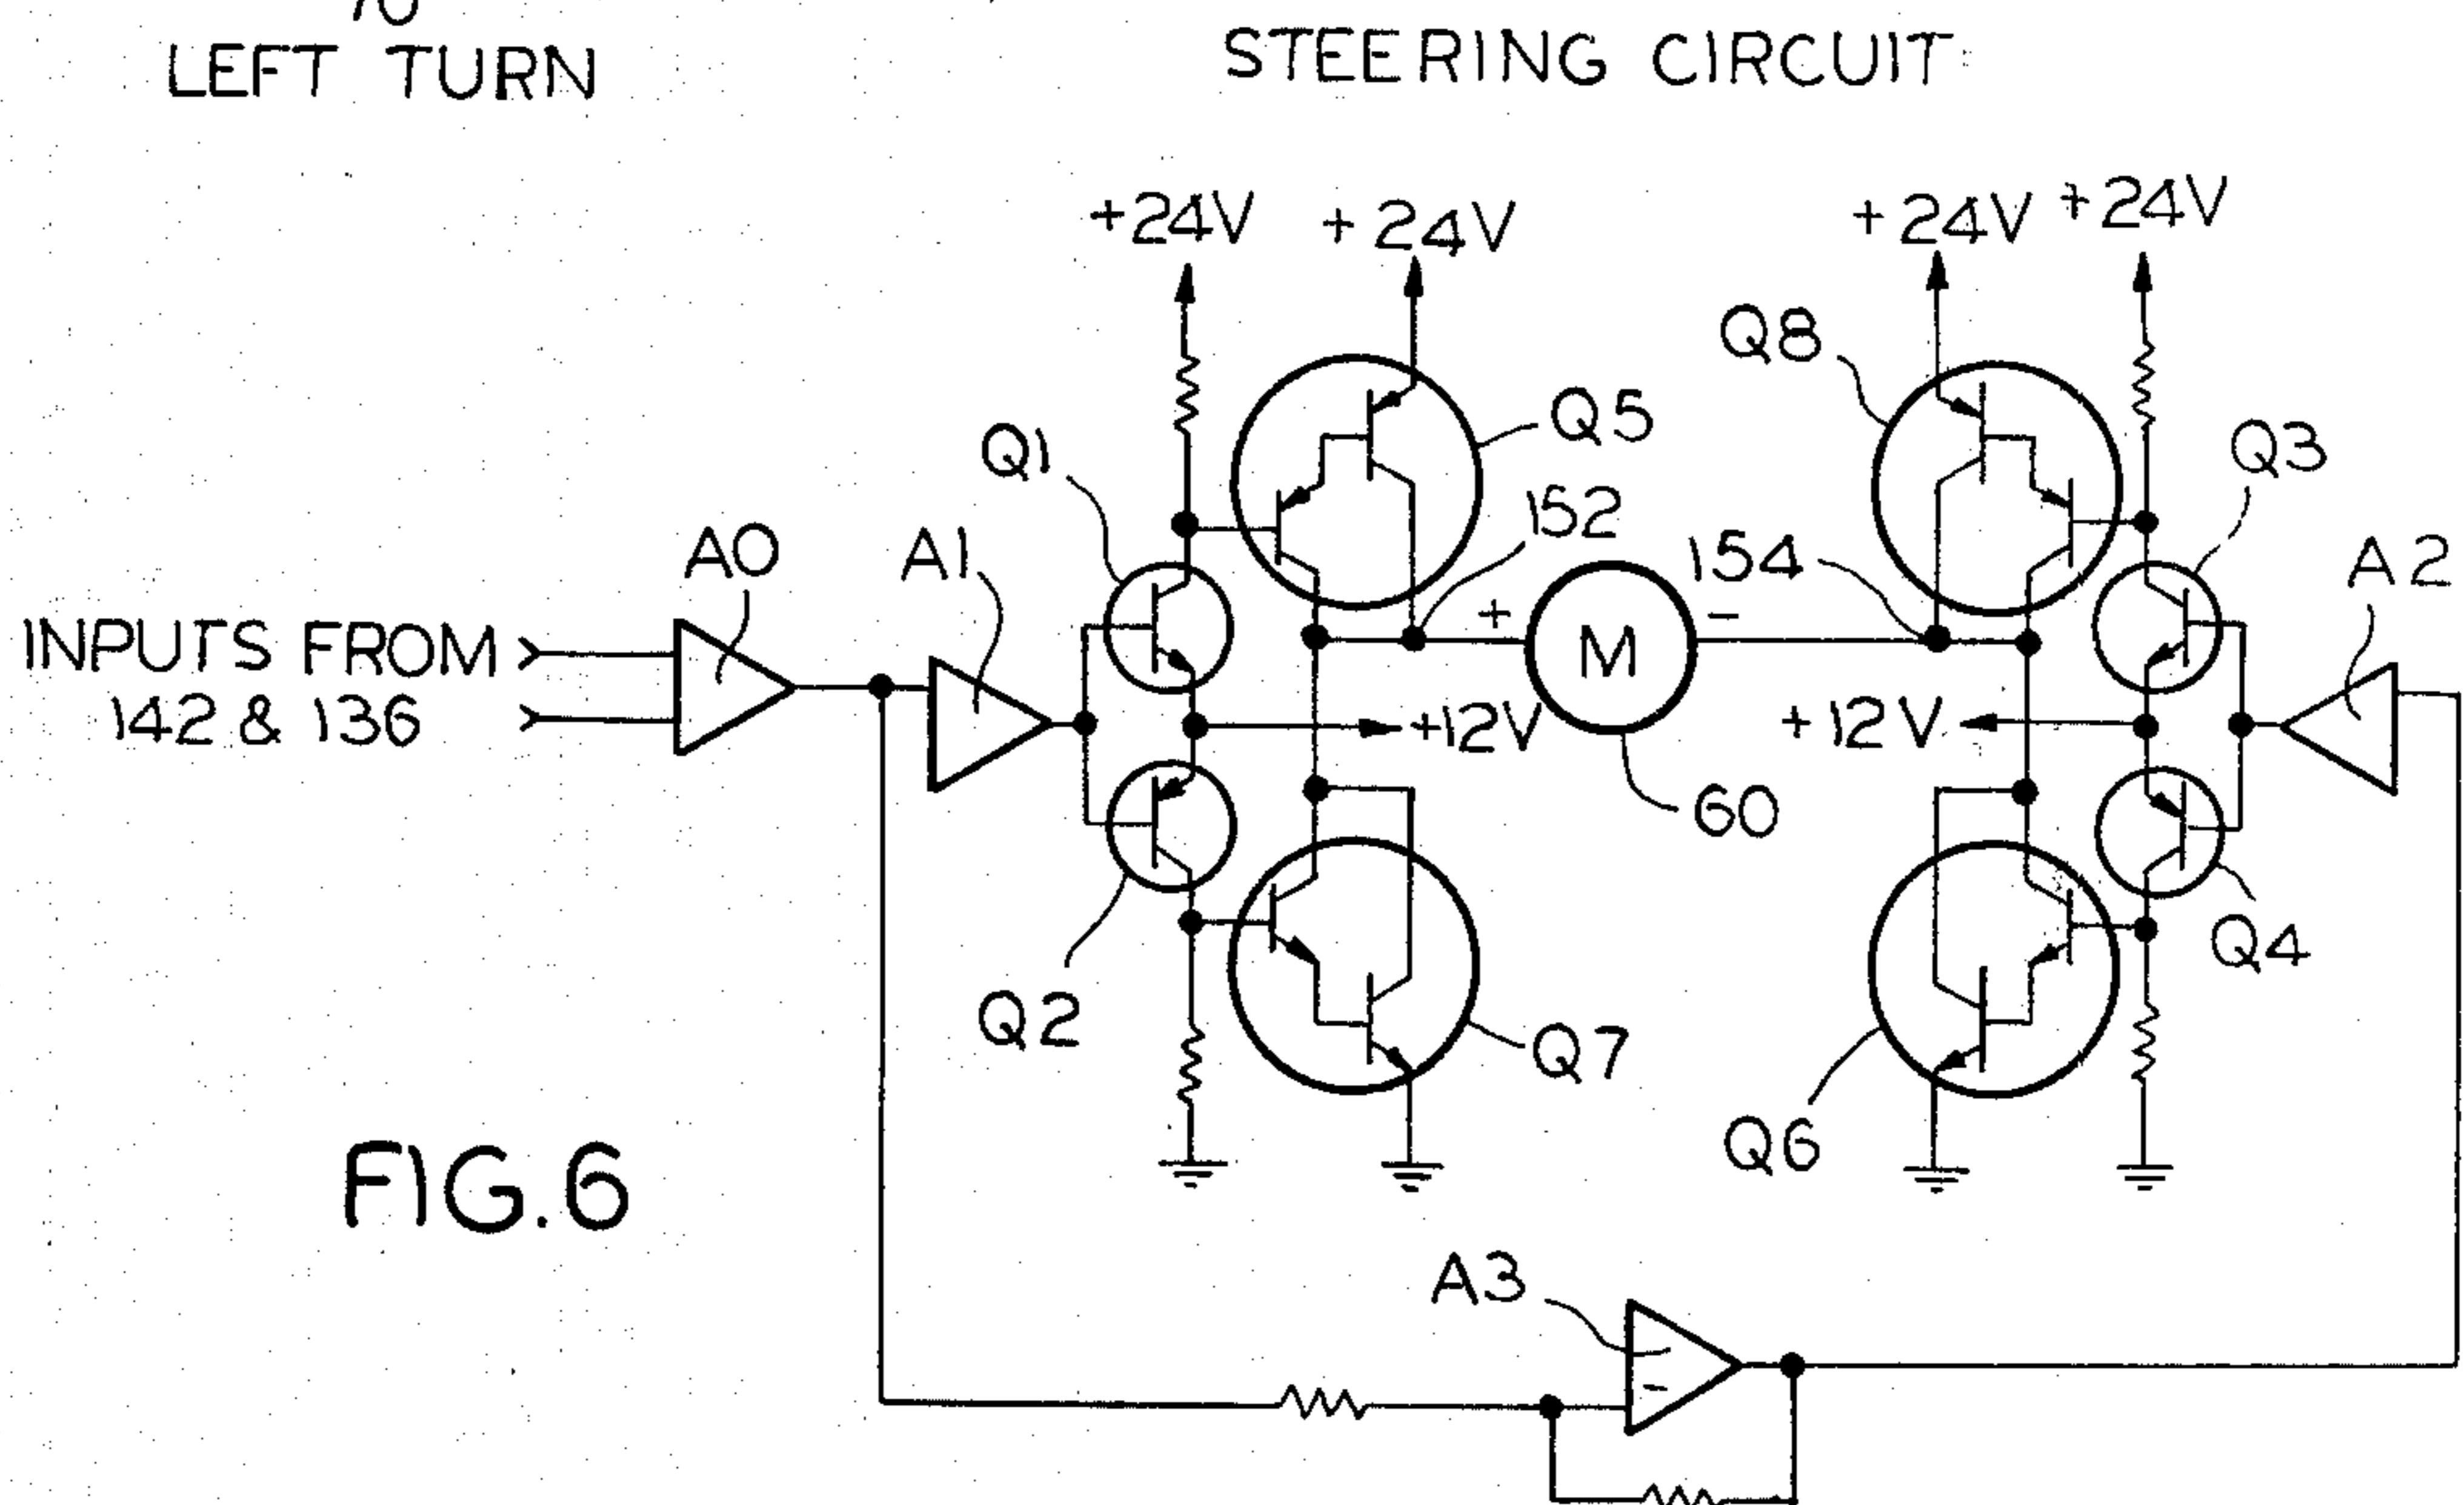 LEFT TURN
STEERING CIRCUIT
+24V
+24V
+24V
+24V
Q8
Q5
Q3
Q1
152
154
A0
A1
A2
INPUTS FROM
142 & 136
+
M
-
+12V
+12V
60
Q2
Q7
Q6
Q4
FIG.6
A3
-